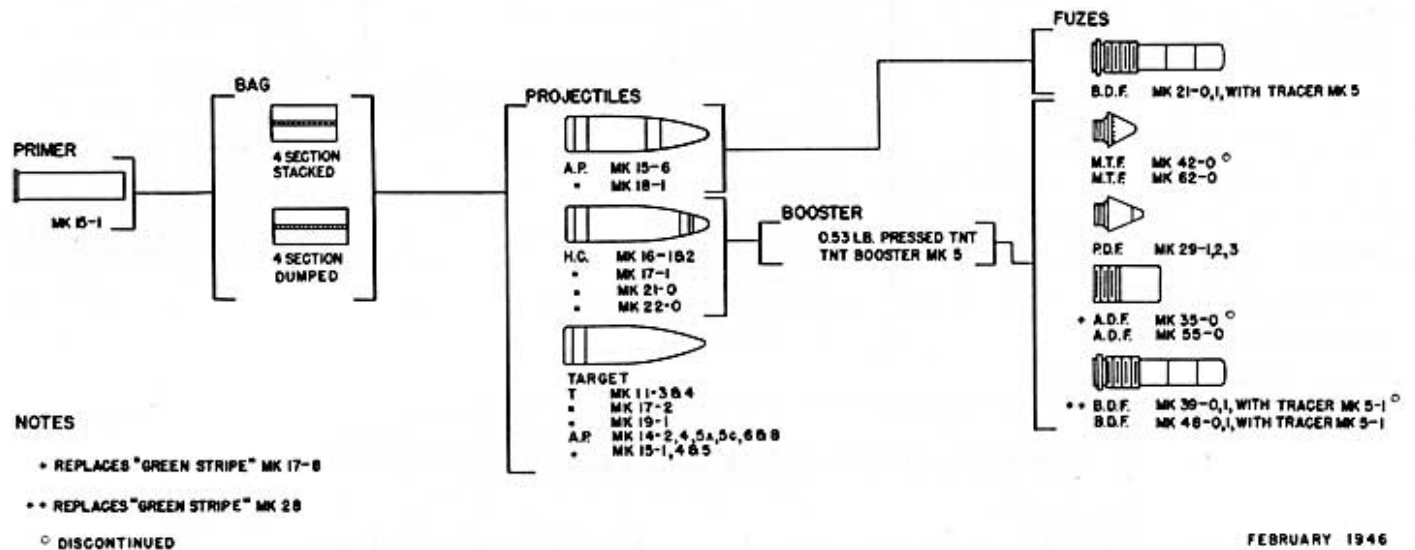 PRIMER
MK 15-1
BAG
4 SECTION
STACKED
4 SECTION
DUMPED
PROJECTILES
A.P. MK 15-6
" MK 18-1
H.C. MK 16-1&2
" MK 17-1
" MK 21-0
" MK 22-0
TARGET
T MK 11-3&4
" MK 17-2
" MK 19-1
A.P. MK 14-2,4,5A,5C,6&8
" MK 15-1,4&5
BOOSTER
0.53 LB. PRESSED TNT
TNT BOOSTER MK 5
FUZES
B.D.F. MK 21-0,1, WITH TRACER MK 5
M.T.F. MK 42-0 °
M.T.F. MK 62-0
P.D.F. MK 29-1,2,3
* A.D.F. MK 35-0 °
A.D.F. MK 55-0
** B.D.F. MK 39-0,1, WITH TRACER MK 5-1 °
B.D.F. MK 48-0,1, WITH TRACER MK 5-1
NOTES
* REPLACES "GREEN STRIPE" MK 17-8
** REPLACES "GREEN STRIPE" MK 28
° DISCONTINUED
FEBRUARY 1946